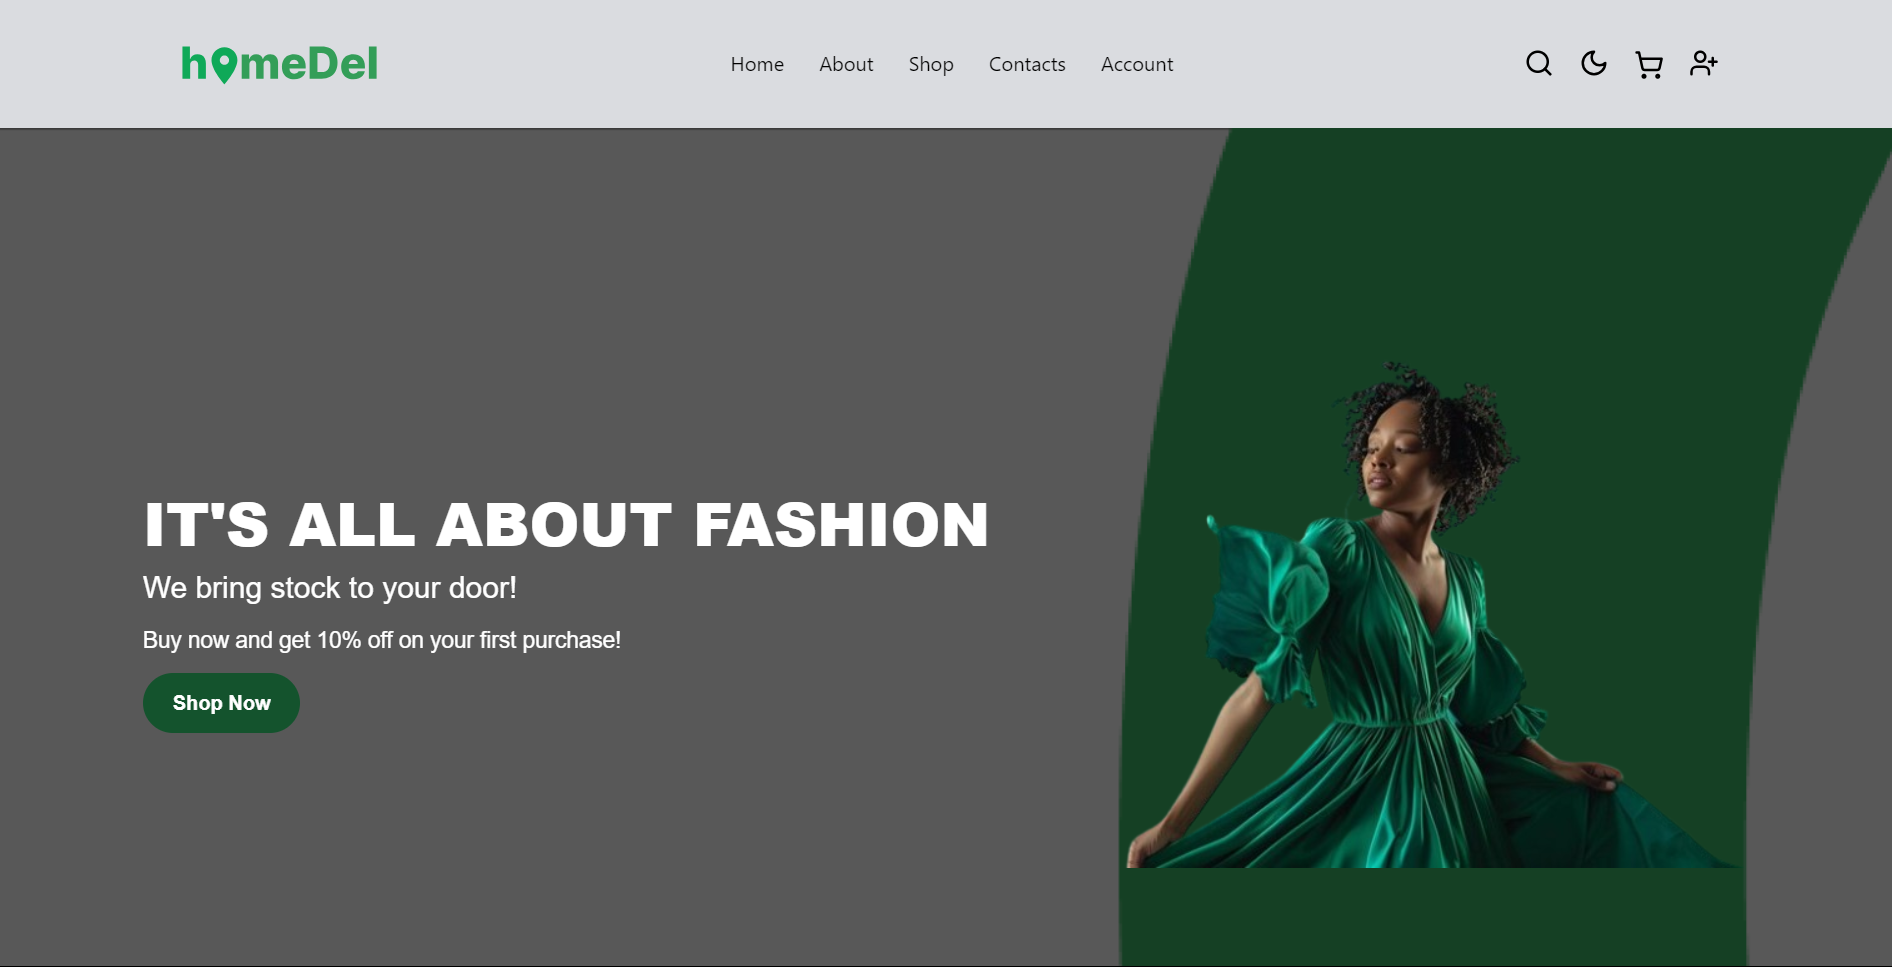 homeDel
Home About Shop Contacts Account
IT'S ALL ABOUT FASHION
We bring stock to your door!
Buy now and get 10% off on your first purchase!
Shop Now